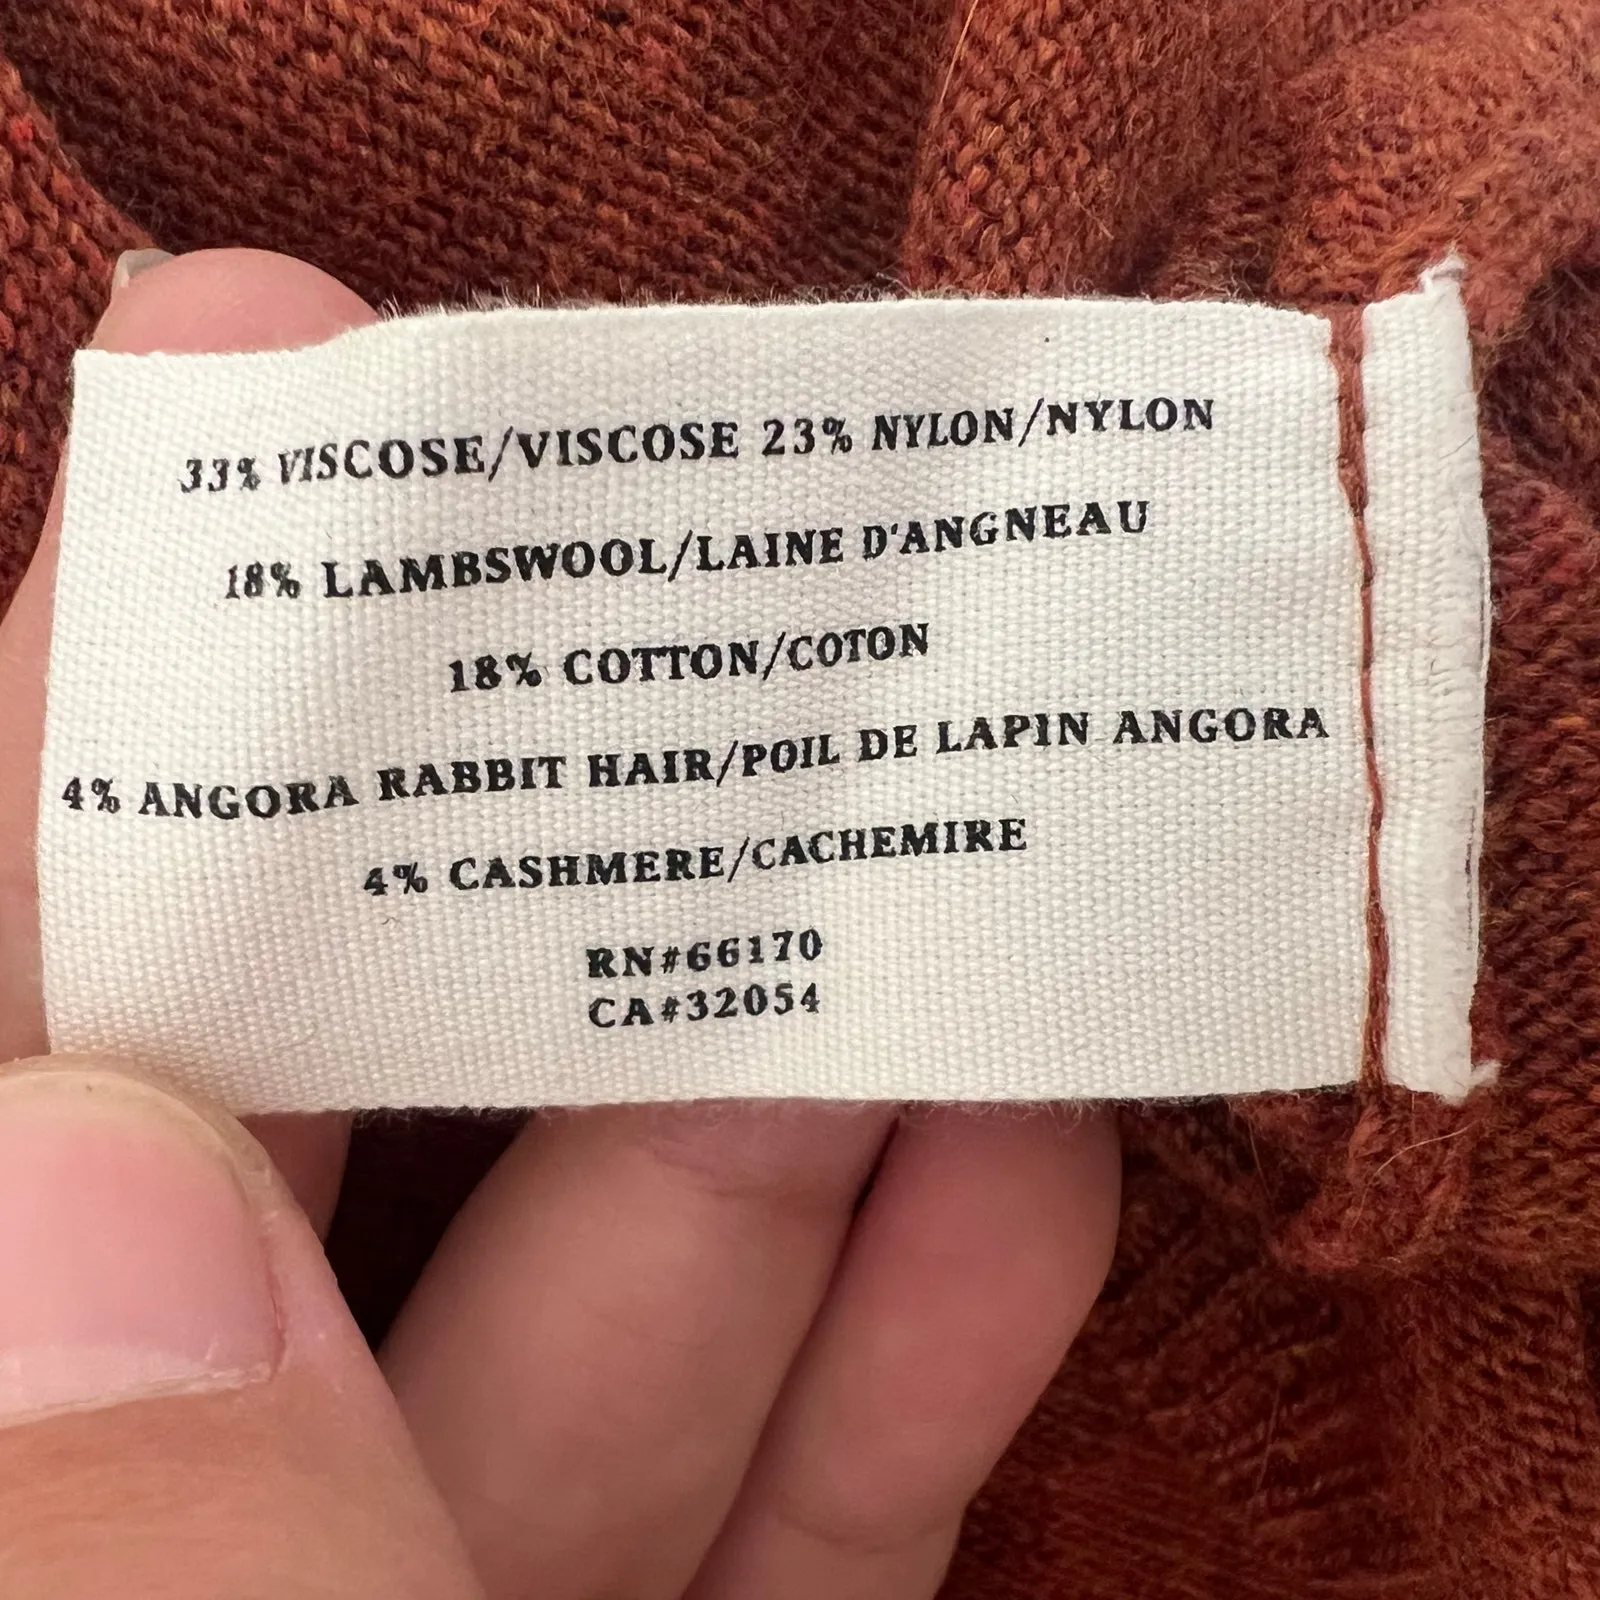 33% VISCOSE/VISCOSE 23% NYLON/NYLON
18% LAMBSWOOL/LAINE D'ANGNEAU
18% COTTON/COTON
4% ANGORA RABBIT HAIR/POIL DE LAPIN ANGORA
4% CASHMERE/CACHEMIRE
RN#66170
CA#32054